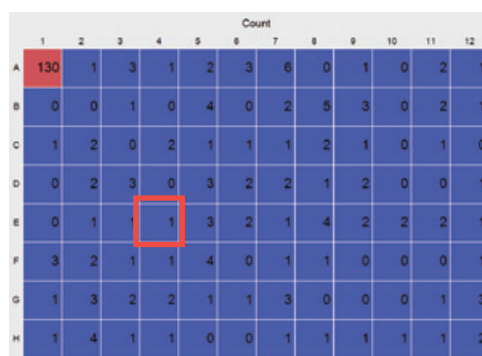 Count
1 2 3 4 5 6 7 8 9 10 11 12
A 130 1 3 1 2 3 6 0 1 0 2
B 0 0 1 0 4 0 2 5 3 0 2
C 1 2 0 2 1 1 1 2 1 0 1
D 0 2 3 0 3 2 2 1 2 0 0
E 0 1 1 1 3 2 1 4 2 2 2
F 3 2 1 1 4 0 1 1 0 0 0
G 1 3 2 2 1 1 3 0 0 0 1
H 1 4 1 1 0 0 1 1 1 1 1